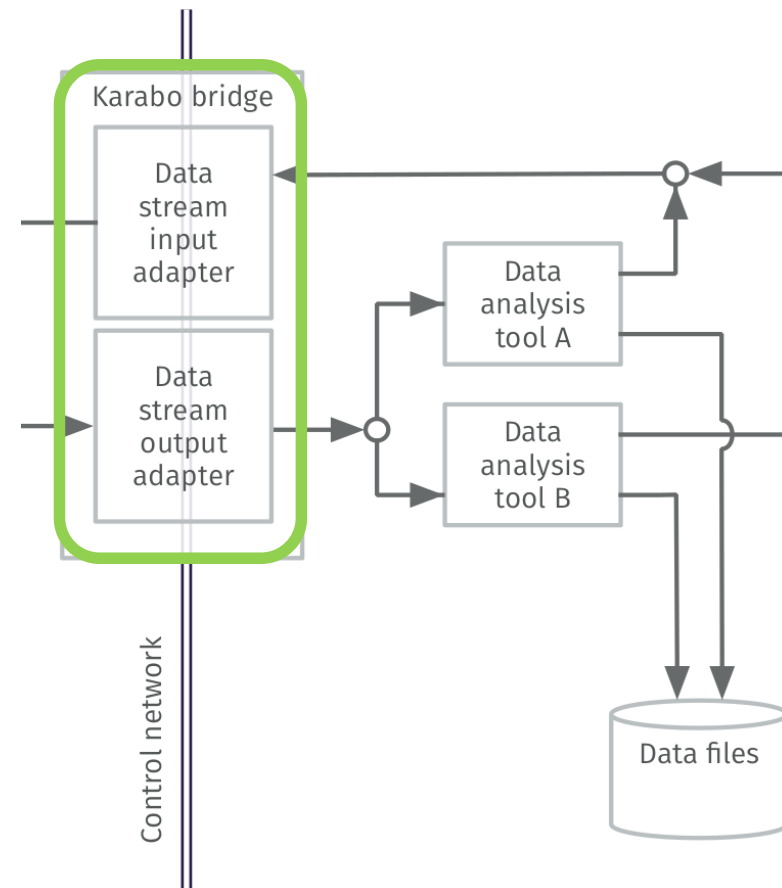 Karabo bridge
Data
stream
input
adapter
Data
stream
output
adapter
Data
analysis
tool A
Data
analysis
tool B
Control network
Data files